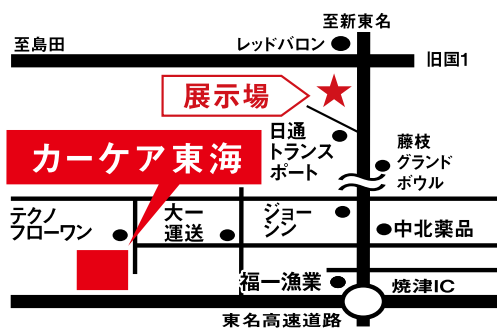 至新東名
至島田
レッドバロン
旧国1
展示場
日通
トランス
ポート
藤枝
グランド
ボウル
カーケア東海
テクノ
フローワン
大一
運送
ジョー
シン
中北薬品
福一漁業
焼津IC
東名高速道路